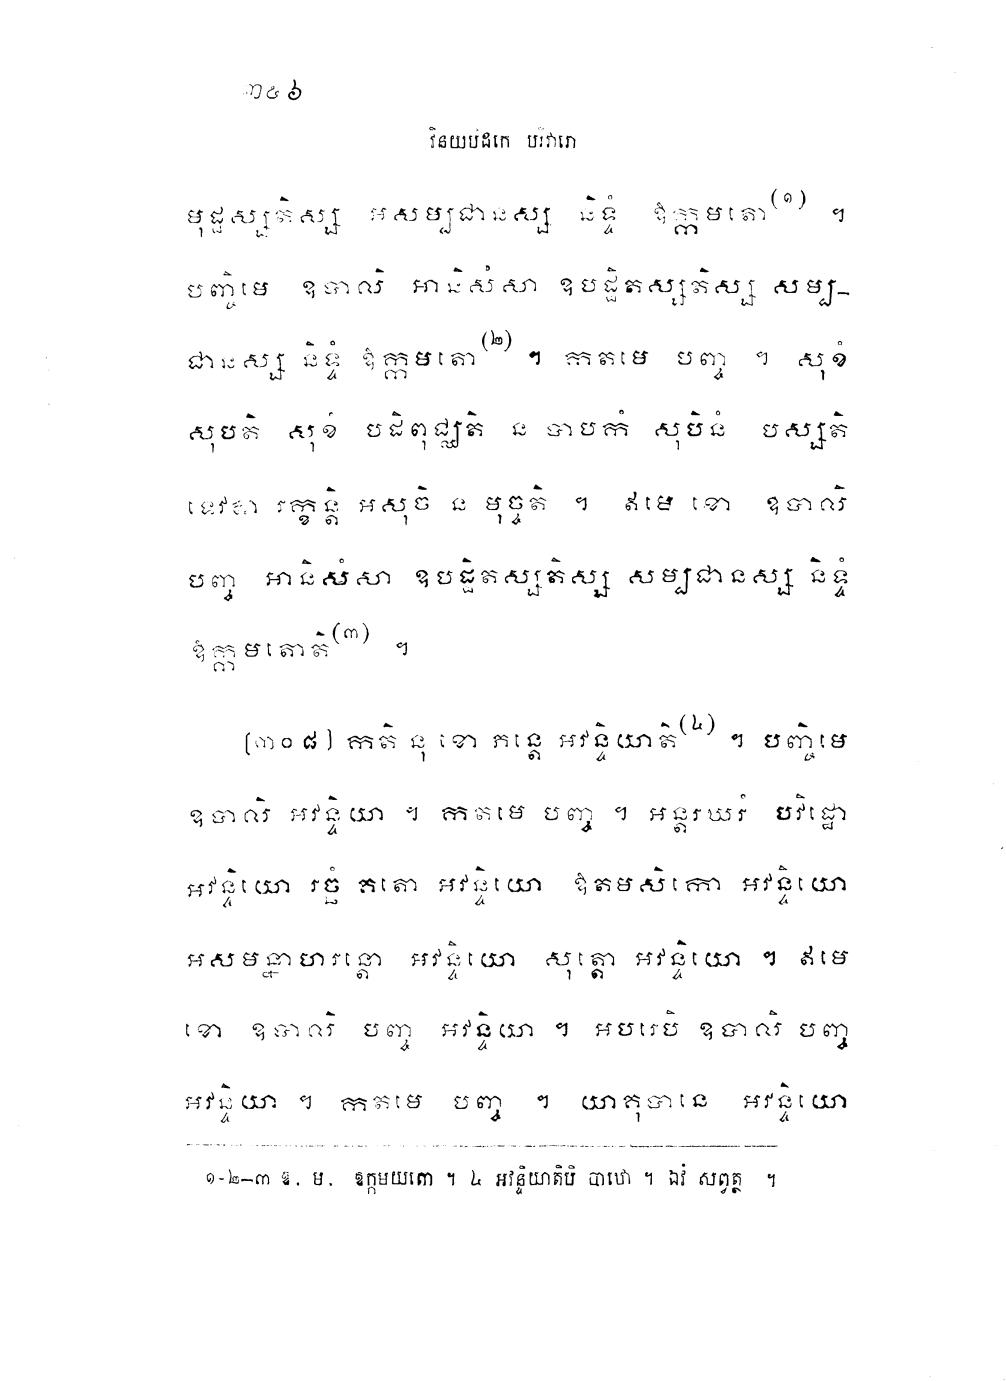 ៣៥៦
វិនយបិដកេ បរិវារោ
មុដ្ឋស្សតិស្ស អសម្បជានស្ស និទ្ទំ ឱក្កមតោ(១) ។
បញ្ចិមេ ឧបាលិ អានិសំសា ឧបដ្ឋិតស្សតិស្ស សម្ប-
ជានស្ស និទ្ទំ ឱក្កមតោ(២) ។ កតមេ បញ្ច ។ សុខំ
សុបតិ សុខំ បដិពុជ្ឈតិ ន បាបកំ សុបិនំ បស្សតិ
ទេវតា រក្ខន្តិ អសុចិ ន មុច្ចតិ ។ ឥមេ ខោ ឧបាលិ
បញ្ច អានិសំសា ឧបដ្ឋិតស្សតិស្ស សម្បជានស្ស និទ្ទំ
ឱក្កមតោតិ(៣) ។
[៣០៨] កតិ នុ ខោ ភន្តេ អវន្ទិយាតិ(៤) ។ បញ្ចិមេ
ឧបាលិ អវន្ទិយា ។ កតមេ បញ្ច ។ អន្តរឃរំ បវិដ្ឋោ
អវន្ទិយោ រច្ឆំ គតោ អវន្ទិយោ ឱតមសិកោ អវន្ទិយោ
អសមន្នាហរន្តោ អវន្ទិយោ សុត្តោ អវន្ទិយោ ។ ឥមេ
ខោ ឧបាលិ បញ្ច អវន្ទិយា ។ អបរេបិ ឧបាលិ បញ្ច
អវន្ទិយា ។ កតមេ បញ្ច ។ យាគុបានេ អវន្ទិយោ
១-២-៣ ឱ. ម. ឧក្កមយតោ ។ ៤ អវន្ទិយាតិបិ បាឋោ ។ ឯវំ សព្វត្ថ ។